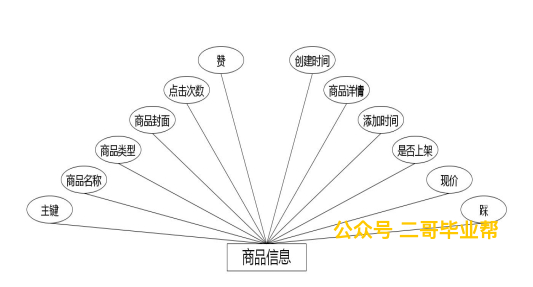 赞
创建时间
点击次数
商品详情
商品封面
添加时间
商品类型
是否上架
商品名称
现价
主键
踩
公众号 二哥毕业帮
商品信息